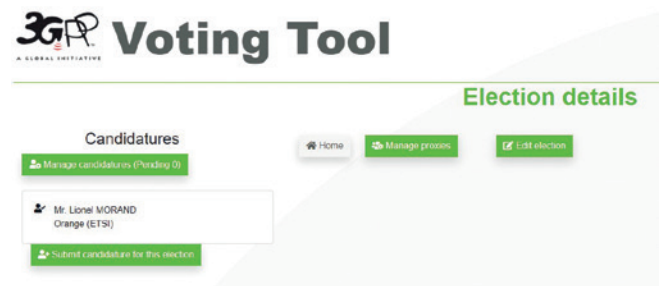 3GPP Voting Tool
A GLOBAL INITIATIVE
Election details
Candidatures
Manage candidatures (Pending 0)
Home
Manage proxies
Edit election
Mr. Lionel MORAND
Orange (ETSI)
Submit candidature for this election